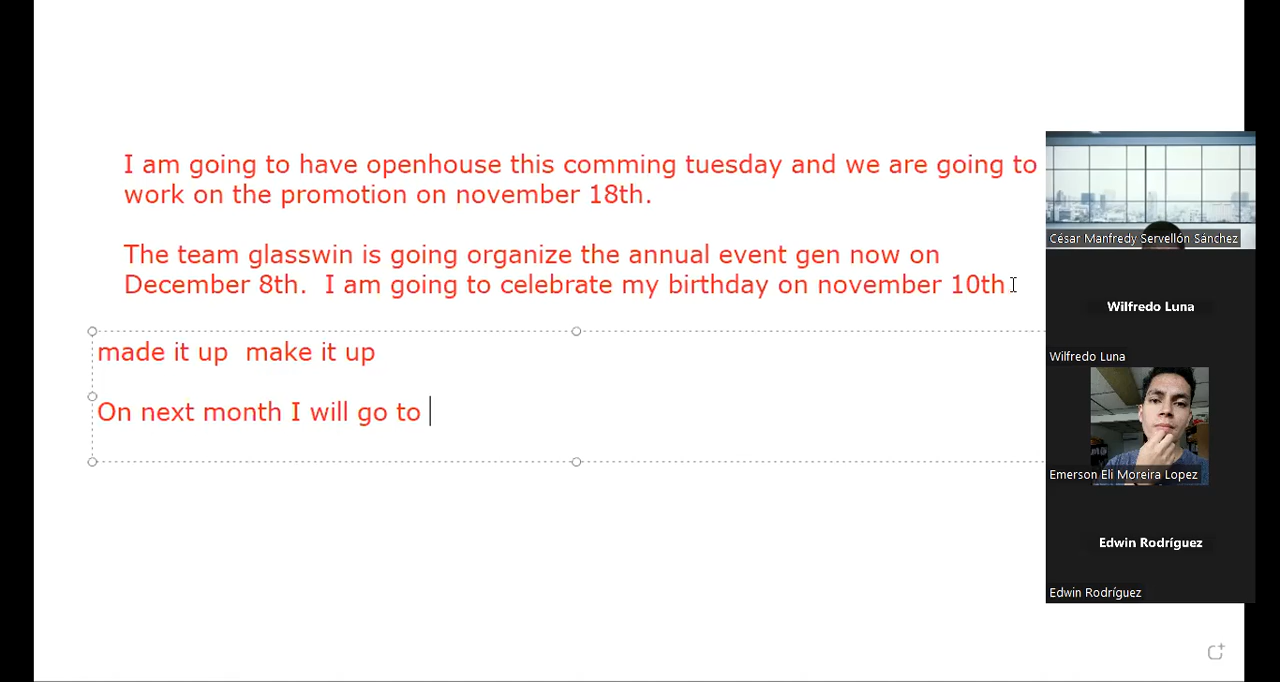 I am going to have openhouse this comming tuesday and we are going to
work on the promotion on november 18th.
The team glasswin is going organize the annual event gen now on
December 8th.  I am going to celebrate my birthday on november 10th
made it up  make it up
On next month I will go to
César Manfredy Servellón Sánchez
Wilfredo Luna
Wilfredo Luna
Emerson Eli Moreira Lopez
Edwin Rodríguez
Edwin Rodríguez